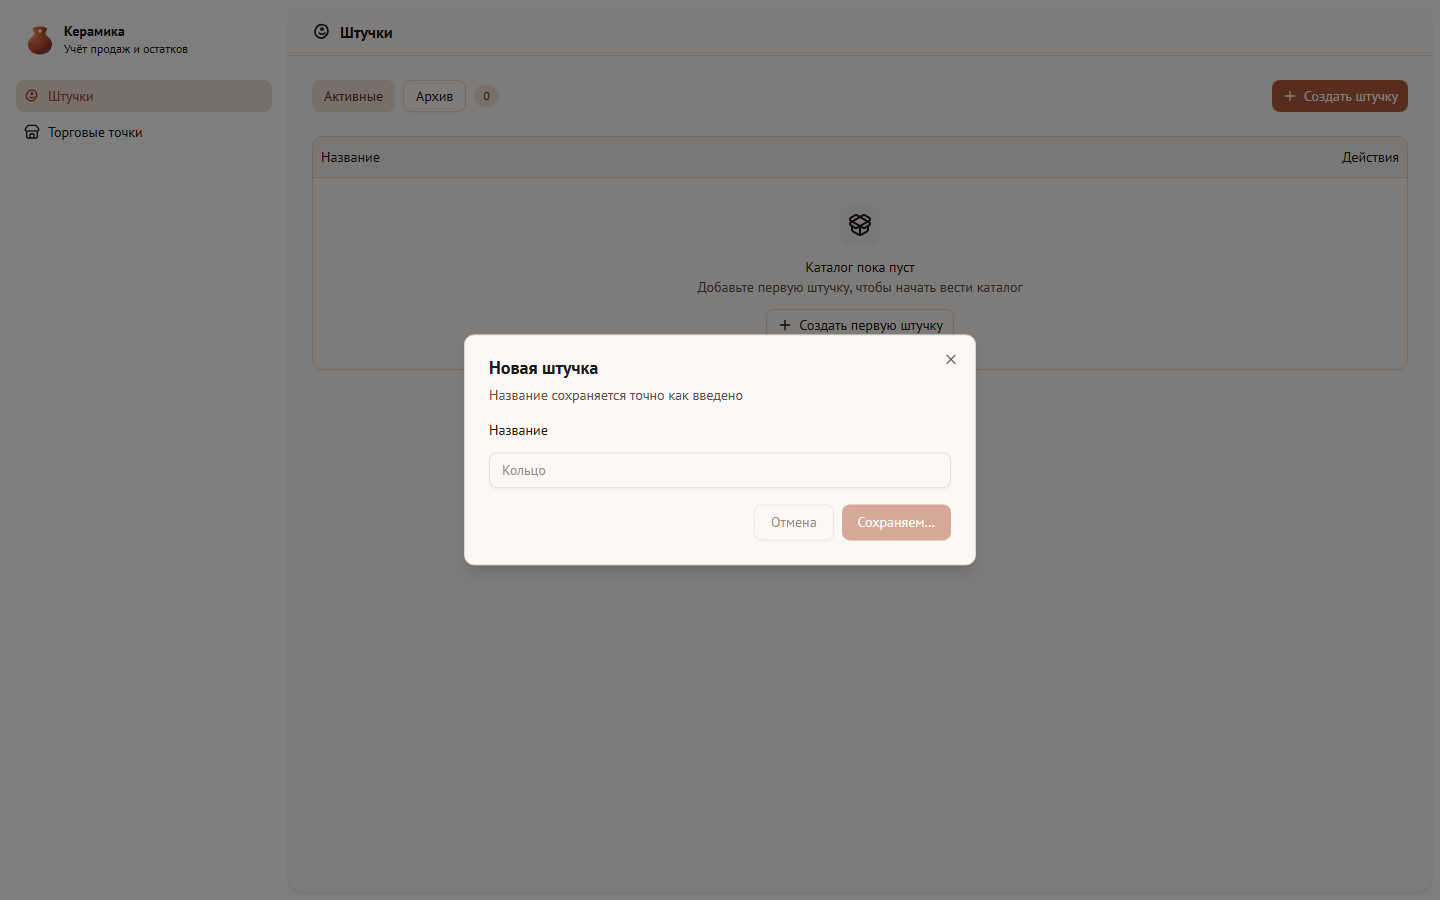 Керамика
Учёт продаж и остатков
Штучки
Торговые точки
Штучки
Активные
Архив
0
Создать штучку
Название
Действия
Каталог пока пуст
Добавьте первую штучку, чтобы начать вести каталог
Создать первую штучку
Новая штучка
Название сохраняется точно как введено
Название
Кольцо
Отмена
Сохраняем...